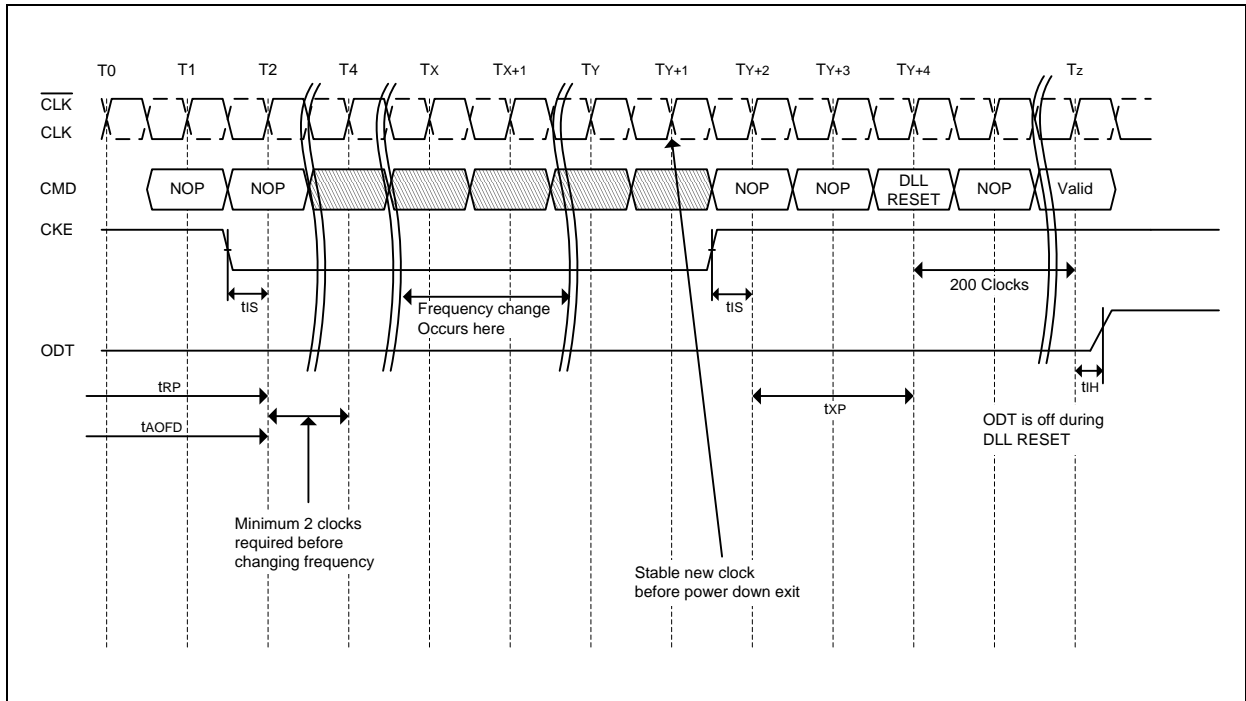 T0 T1 T2 T4 TX TX+1 TY TY+1 TY+2 TY+3 TY+4 Tz
CLK
CLK
CMD NOP NOP NOP NOP DLL RESET NOP Valid
CKE
tIS
Frequency change
Occurs here
tIS
200 Clocks
ODT
tRP
tXP
tIH
tAOFD
ODT is off during
DLL RESET
Minimum 2 clocks
required before
changing frequency
Stable new clock
before power down exit